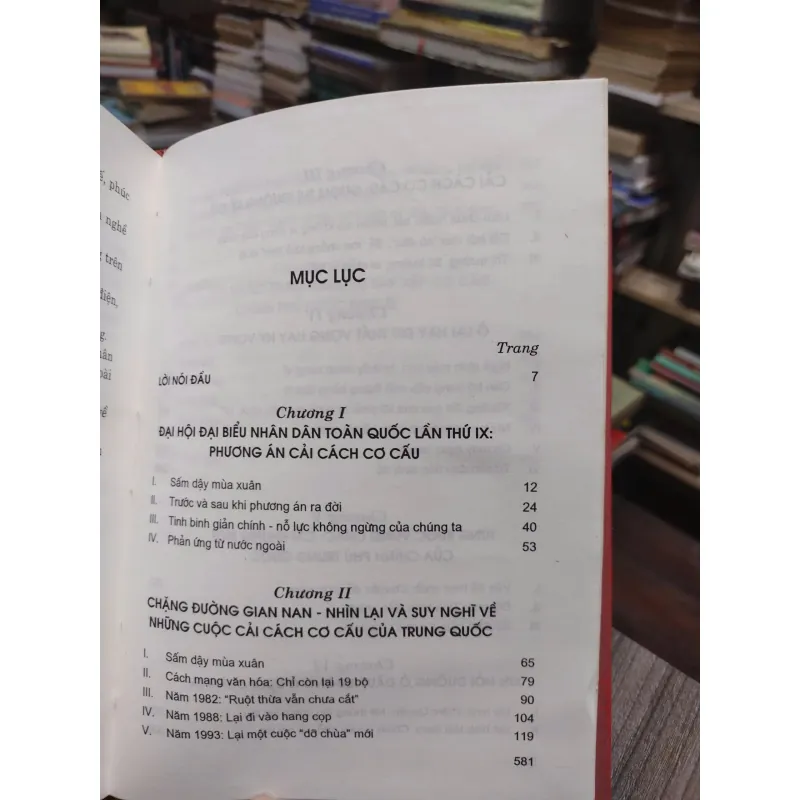 ế, phúc
nghề
trên
điện,
MỤC LỤC
Trang
LỜI NÓI ĐẦU 7
Chương I
ĐẠI HỘI ĐẠI BIỂU NHÂN DÂN TOÀN QUỐC LẦN THỨ IX:
PHƯƠNG ÁN CẢI CÁCH CƠ CẤU
I. Sấm dậy mùa xuân 12
II. Trước và sau khi phương án ra đời 24
III. Tinh binh giản chính - nỗ lực không ngừng của chúng ta 40
IV. Phản ứng từ nước ngoài 53
Chương II
CHẶNG ĐƯỜNG GIAN NAN - NHÌN LẠI VÀ SUY NGHĨ VỀ
NHỮNG CUỘC CẢI CÁCH CƠ CẤU CỦA TRUNG QUỐC
I. Sấm dậy mùa xuân 65
II. Cách mạng văn hóa: Chỉ còn lại 19 bộ 79
III. Năm 1982: "Ruột thừa vẫn chưa cắt" 90
IV. Năm 1988: Lại đi vào hang cọp 104
V. Năm 1993: Lại một cuộc "dỡ chùa" mới 119
581